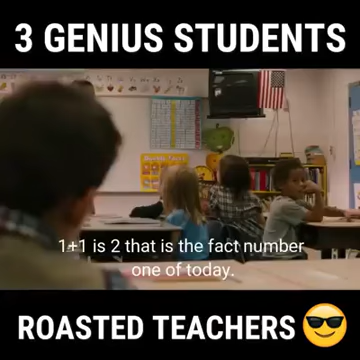 3 GENIUS STUDENTS
1+1 is 2 that is the fact number
one of today.
ROASTED TEACHERS 😎